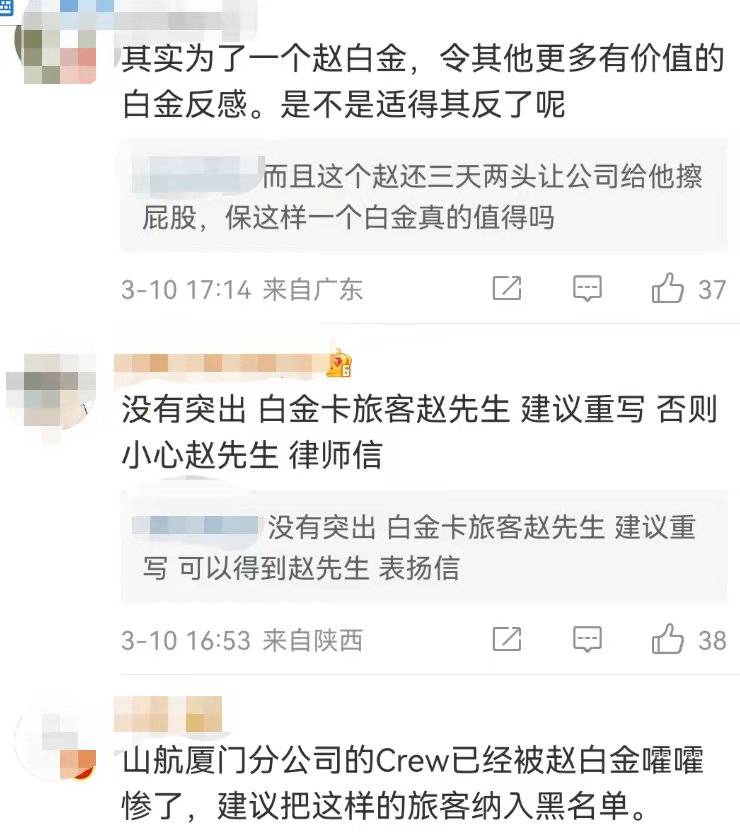 其实为了一个赵白金，令其他更多有价值的
白金反感。是不是适得其反了呢
而且这个赵还三天两头让公司给他擦
屁股，保这样一个白金真的值得吗
3-10 17:14 来自广东
37
没有突出 白金卡旅客赵先生 建议重写 否则
小心赵先生 律师信
没有突出 白金卡旅客赵先生 建议重
写 可以得到赵先生 表扬信
3-10 16:53 来自陕西
38
山航厦门分公司的Crew已经被赵白金嚯嚯
惨了，建议把这样的旅客纳入黑名单。